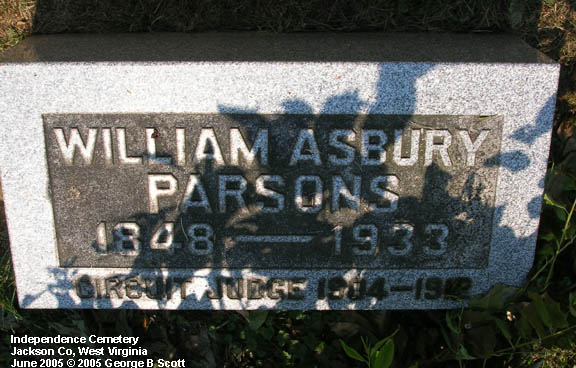 WILLIAM ASBURY
PARSONS
1848 — 1933
CIRCUIT JUDGE 1904—1912
Independence Cemetery
Jackson Co, West Virginia
June 2005 © 2005 George B Scott